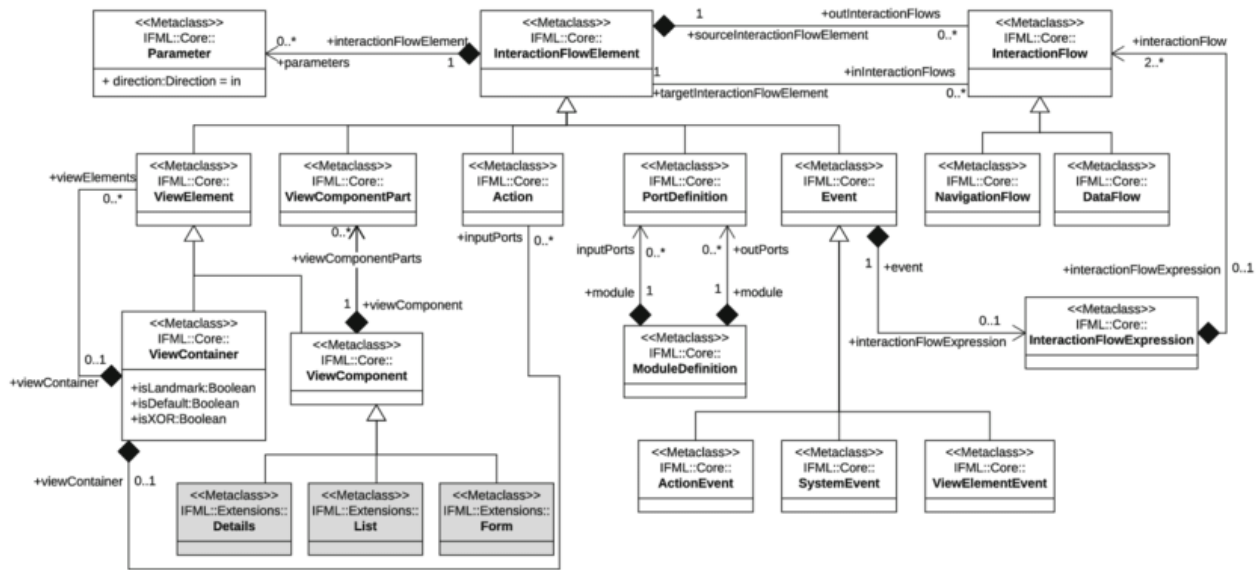 <<Metaclass>>
IFML::Core::
Parameter
+ direction:Direction = in
0..*
+interactionFlowElement
+parameters
1
<<Metaclass>>
IFML::Core::
InteractionFlowElement
1
+outInteractionFlows
+sourceInteractionFlowElement
0..*
1
+inInteractionFlows
+targetInteractionFlowElement
0..*
<<Metaclass>>
IFML::Core::
InteractionFlow
+interactionFlow
2..*
+viewElements
0..*
<<Metaclass>>
IFML::Core::
ViewElement
<<Metaclass>>
IFML::Core::
ViewComponentPart
<<Metaclass>>
IFML::Core::
Action
<<Metaclass>>
IFML::Core::
PortDefinition
<<Metaclass>>
IFML::Core::
Event
<<Metaclass>>
IFML::Core::
NavigationFlow
<<Metaclass>>
IFML::Core::
DataFlow
0..*
+viewComponentParts
1
+viewComponent
+inputPorts
0..*
inputPorts
0..*
+module
1
0..*
+outPorts
1
+module
1
+event
0..1
+interactionFlowExpression
+interactionFlowExpression
0..1
<<Metaclass>>
IFML::Core::
ViewContainer
+isLandmark:Boolean
+isDefault:Boolean
+isXOR:Boolean
0..1
+viewContainer
<<Metaclass>>
IFML::Core::
ViewComponent
<<Metaclass>>
IFML::Core::
ModuleDefinition
<<Metaclass>>
IFML::Core::
InteractionFlowExpression
+viewContainer
0..1
<<Metaclass>>
IFML::Extensions::
Details
<<Metaclass>>
IFML::Extensions::
List
<<Metaclass>>
IFML::Extensions::
Form
<<Metaclass>>
IFML::Core::
ActionEvent
<<Metaclass>>
IFML::Core::
SystemEvent
<<Metaclass>>
IFML::Core::
ViewElementEvent